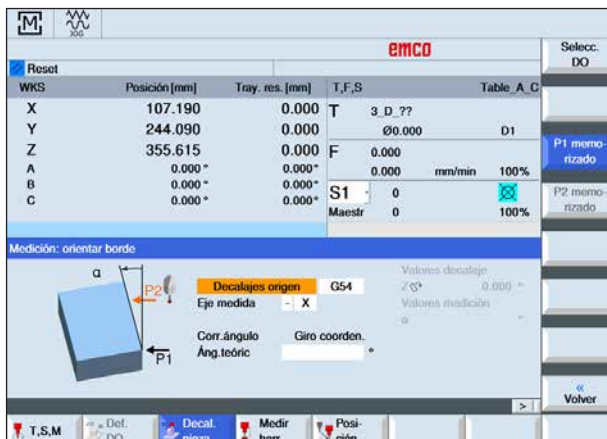 M
JOG
emco
Selecc.
DO
Reset
WKS Posición [mm] Tray. res. [mm] T,F,S Table_A_C
X 107.190 0.000 T 3_D_??
Y 244.090 0.000 Ø0.000 D1
Z 355.615 0.000 F 0.000
A 0.000° 0.000° 0.000 mm/min 100%
B 0.000° 0.000° S1 0
C 0.000° 0.000° Maestr 0 100%
P1 memo-
rizado
P2 memo-
rizado
Medición: orientar borde
α
P2
P1
Decalajes origen G54
Eje medida - X
Corr.ángulo Giro coorden.
Áng.teóric °
Valores decalaje
Z 0.000 °
Valores medición
α °
«
Volver
>
T,S,M
Def.
DO
Decal.
pieza
Medir
herr.
Posi-
ción